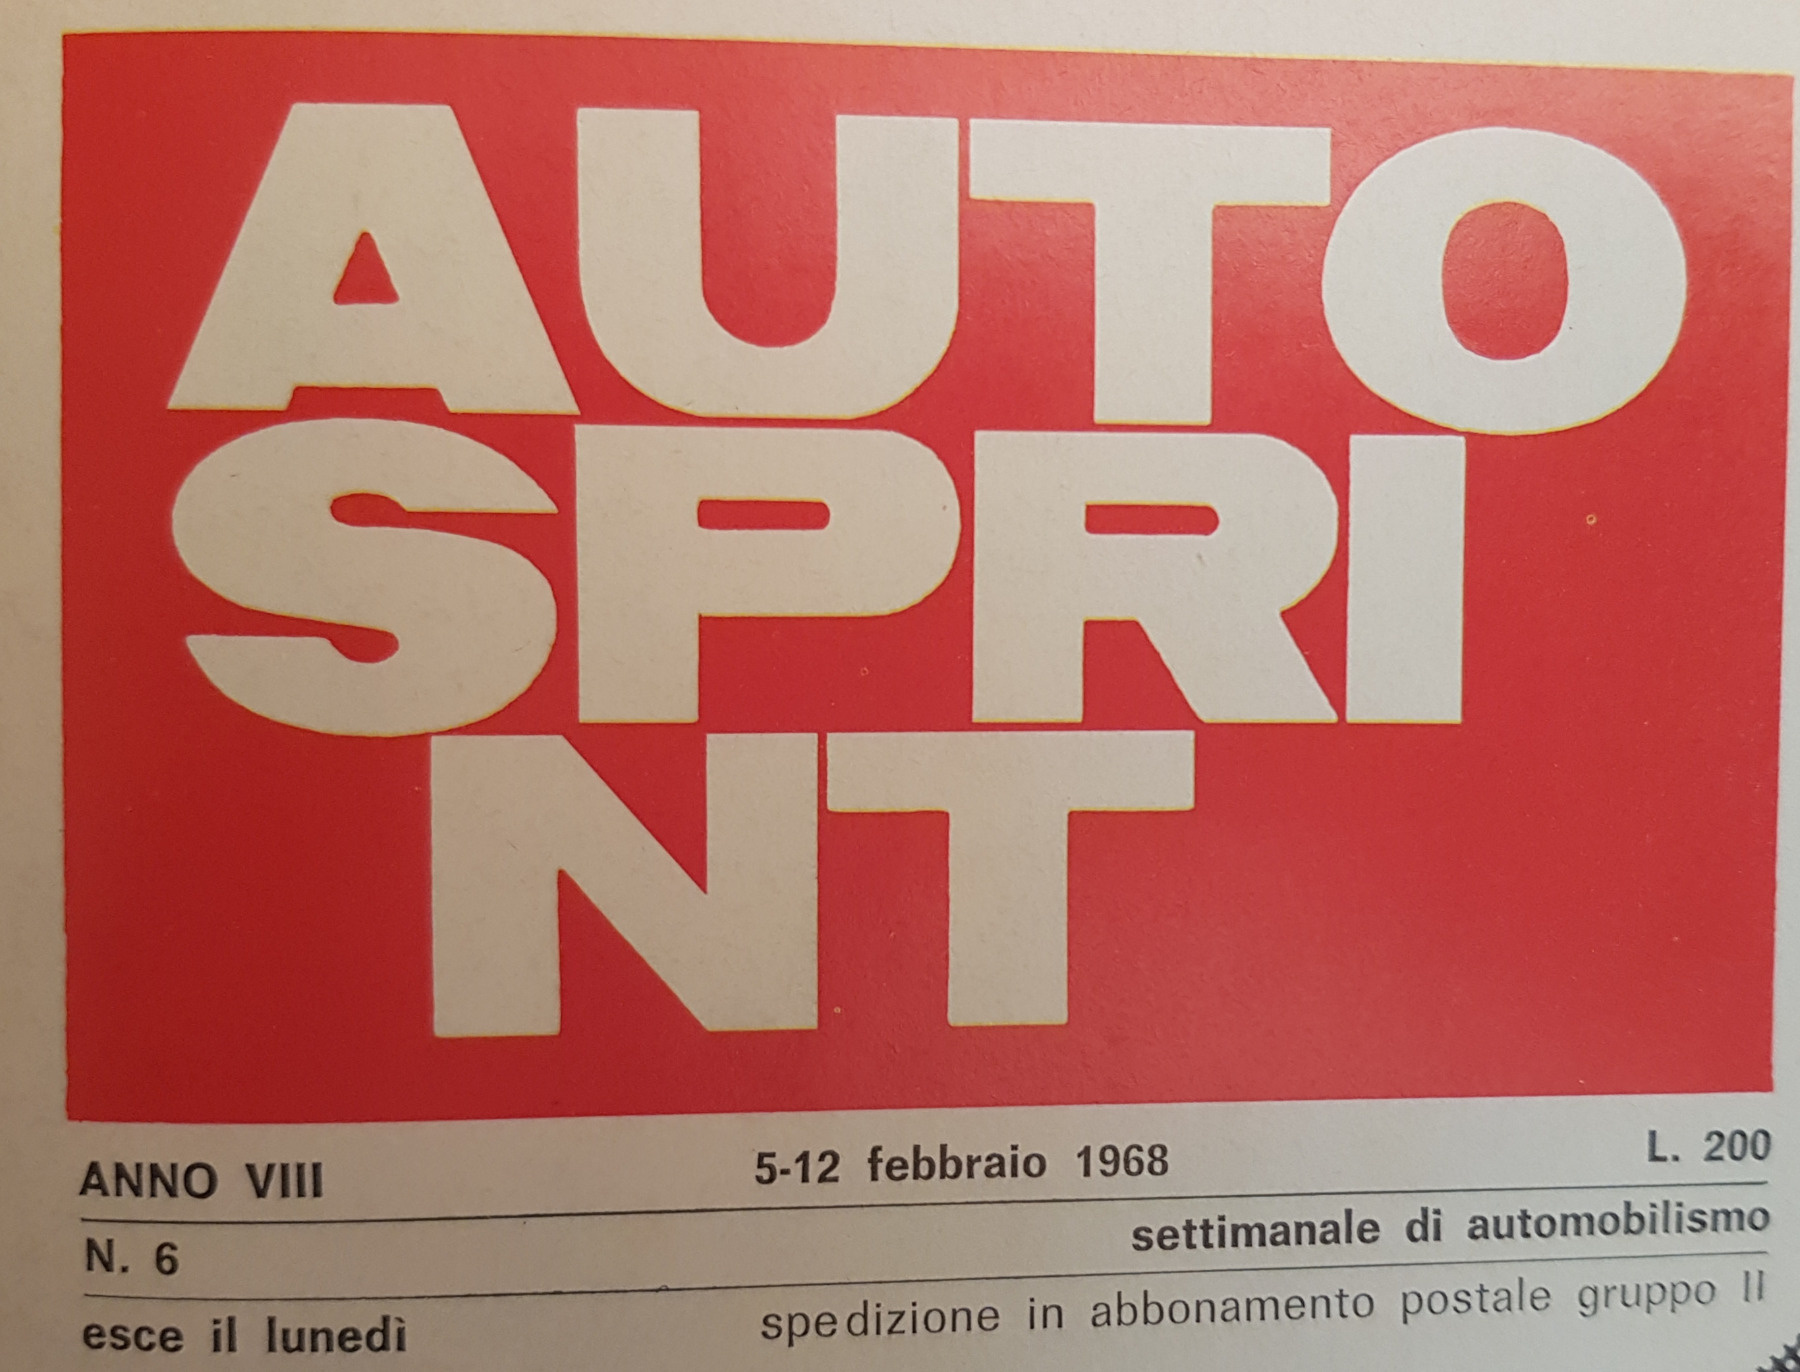 AUTO
SPRI
NT
ANNO VIII 5-12 febbraio 1968 L. 200
N. 6 settimanale di automobilismo
esce il lunedì spedizione in abbonamento postale gruppo II